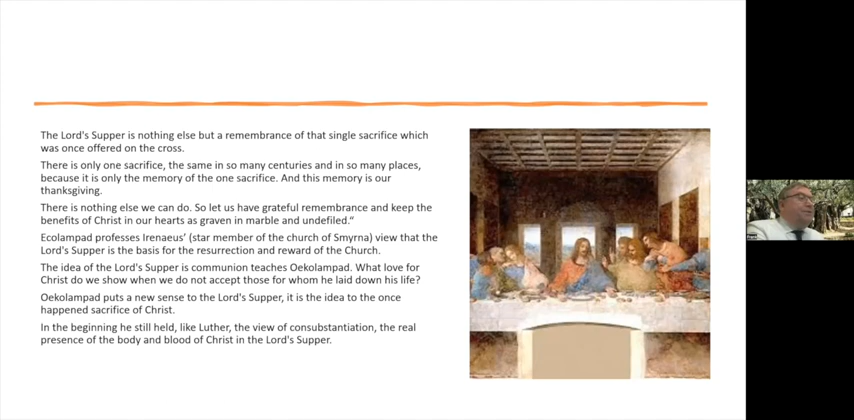 The Lord's Supper is nothing else but a remembrance of that single sacrifice which
was once offered on the cross.
There is only one sacrifice, the same in so many centuries and in so many places,
because it is only the memory of the one sacrifice. And this memory is our
thanksgiving.
There is nothing else we can do. So let us have grateful remembrance and keep the
benefits of Christ in our hearts as graven in marble and undefiled.“
Ecolampad professes Irenaeus’ (star member of the church of Smyrna) view that the
Lord's Supper is the basis for the resurrection and reward of the Church.
The idea of the Lord's Supper is communion teaches Oekolampad. What love for
Christ do we show when we do not accept those for whom he laid down his life?
Oekolampad puts a new sense to the Lord's Supper, it is the idea to the once
happened sacrifice of Christ.
In the beginning he still held, like Luther, the view of consubstantiation, the real
presence of the body and blood of Christ in the Lord's Supper.